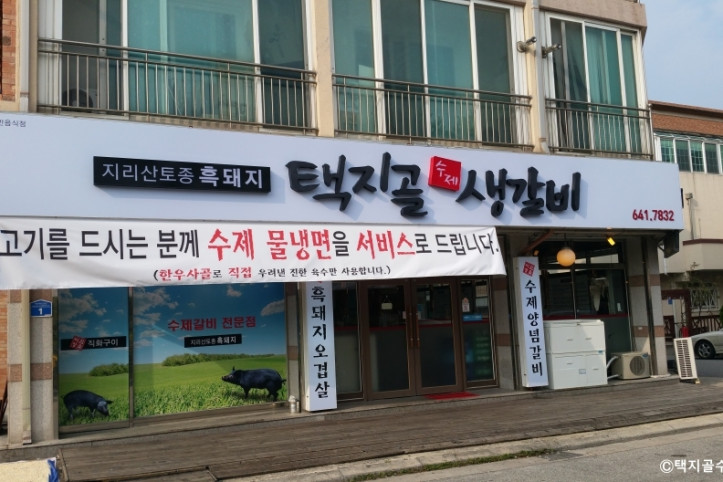 지리산토종 흑돼지
택지골 수제 생갈비
641.7832
고기를 드시는 분께 수제 물냉면을 서비스로 드립니다.
(한우사골로 직접 우려낸 진한 육수만 사용합니다.)
1
직화구이
수제갈비 전문점
지리산토종 흑돼지
흑돼지오겹살
수제양념갈비
©택지골수